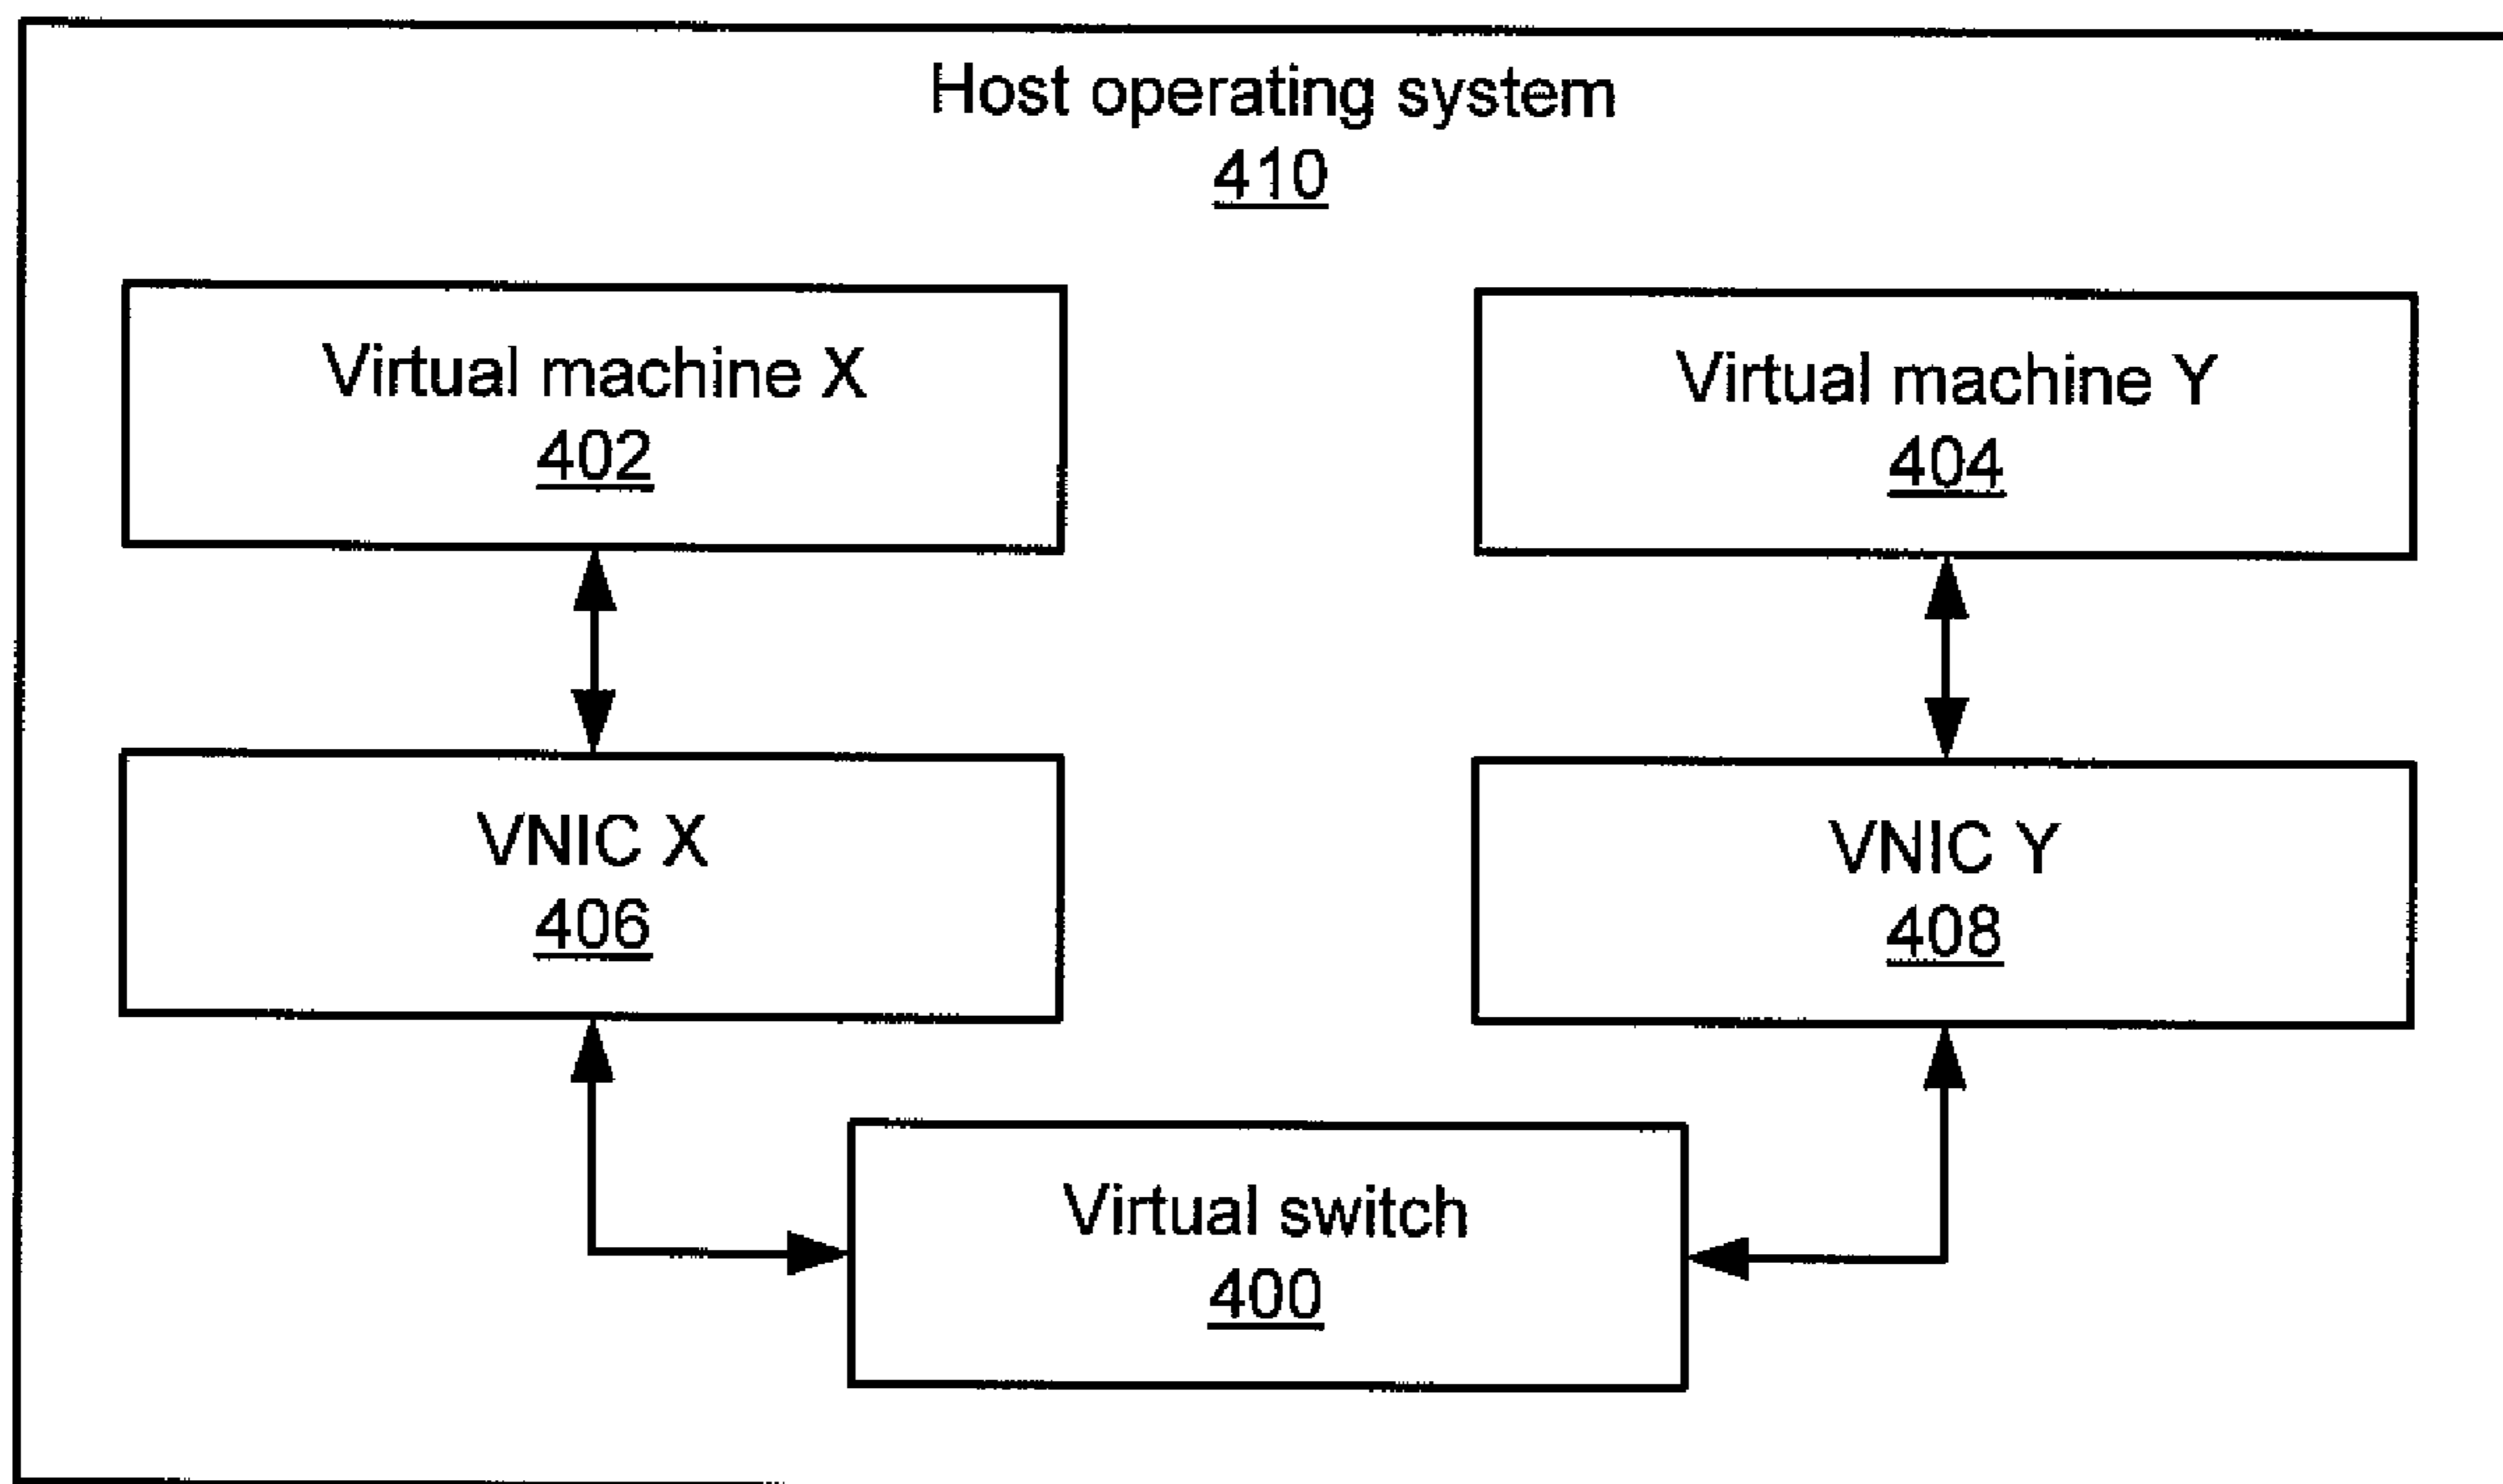 Host operating system
410
Virtual machine X
402
Virtual machine Y
404
VNIC X
406
VNIC Y
408
Virtual switch
400